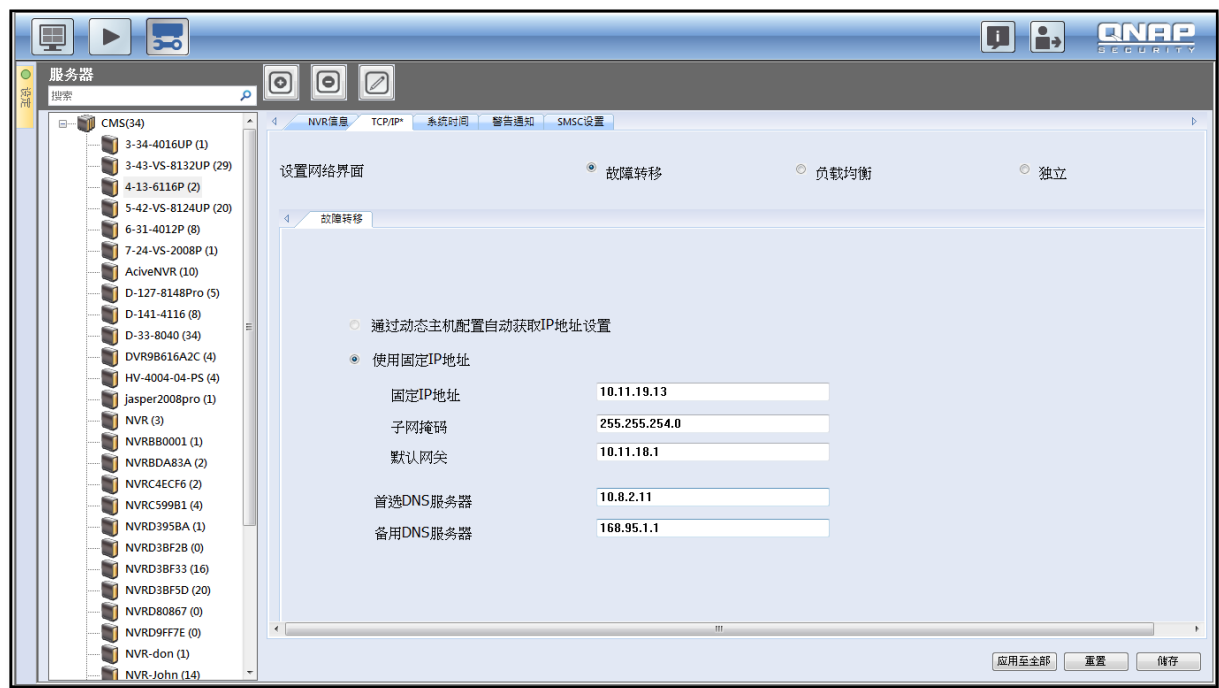 QNAP
SECURITY
设定
服务器
搜索
CMS(34)
3-34-4016UP (1)
3-43-VS-8132UP (29)
4-13-6116P (2)
5-42-VS-8124UP (20)
6-31-4012P (8)
7-24-VS-2008P (1)
AciveNVR (10)
D-127-8148Pro (5)
D-141-4116 (8)
D-33-8040 (34)
DVR9B616A2C (4)
HV-4004-04-PS (4)
jasper2008pro (1)
NVR (3)
NVRBB0001 (1)
NVRBDA83A (2)
NVRC4ECF6 (2)
NVRC599B1 (4)
NVRD395BA (1)
NVRD3BF2B (0)
NVRD3BF33 (16)
NVRD3BF5D (20)
NVRD80867 (0)
NVRD9FF7E (0)
NVR-don (1)
NVR-John (14)
NVR信息 TCP/IP* 系统时间 警告通知 SMSC设置
设置网络界面 故障转移 负载均衡 独立
故障转移
通过动态主机配置自动获取IP地址设置
使用固定IP地址
固定IP地址 10.11.19.13
子网掩码 255.255.254.0
默认网关 10.11.18.1
首选DNS服务器 10.8.2.11
备用DNS服务器 168.95.1.1
应用至全部 重置 储存